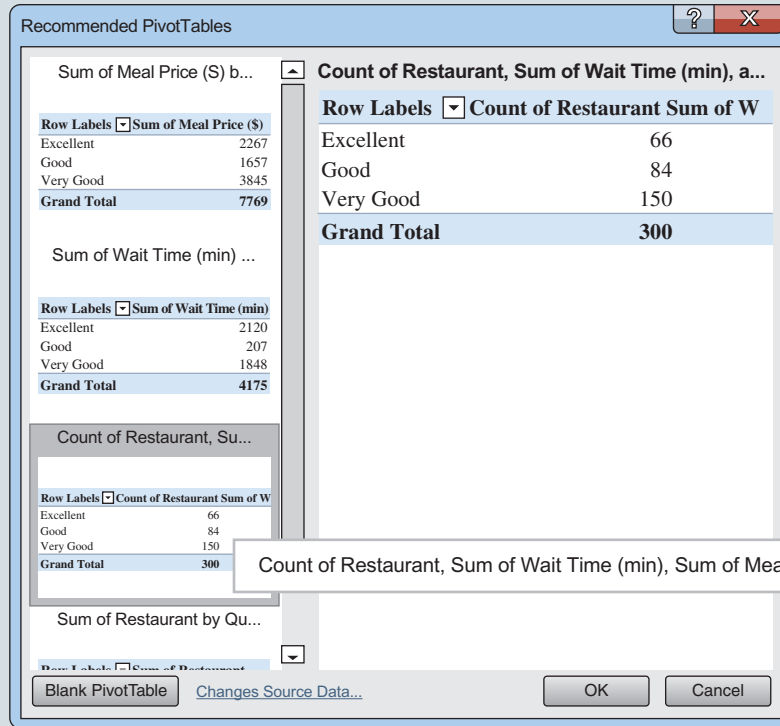 Recommended PivotTables
?
X
Sum of Meal Price (S) b...
Row Labels Sum of Meal Price ($)
Excellent 2267
Good 1657
Very Good 3845
Grand Total 7769
Sum of Wait Time (min) ...
Row Labels Sum of Wait Time (min)
Excellent 2120
Good 207
Very Good 1848
Grand Total 4175
Count of Restaurant, Su...
Row Labels Count of Restaurant Sum of W
Excellent 66
Good 84
Very Good 150
Grand Total 300
Sum of Restaurant by Qu...
Row Labels Sum of Restaurant
Count of Restaurant, Sum of Wait Time (min), a...
Row Labels Count of Restaurant Sum of W
Excellent 66
Good 84
Very Good 150
Grand Total 300
Count of Restaurant, Sum of Wait Time (min), Sum of Mea
Blank PivotTable
Changes Source Data...
OK
Cancel